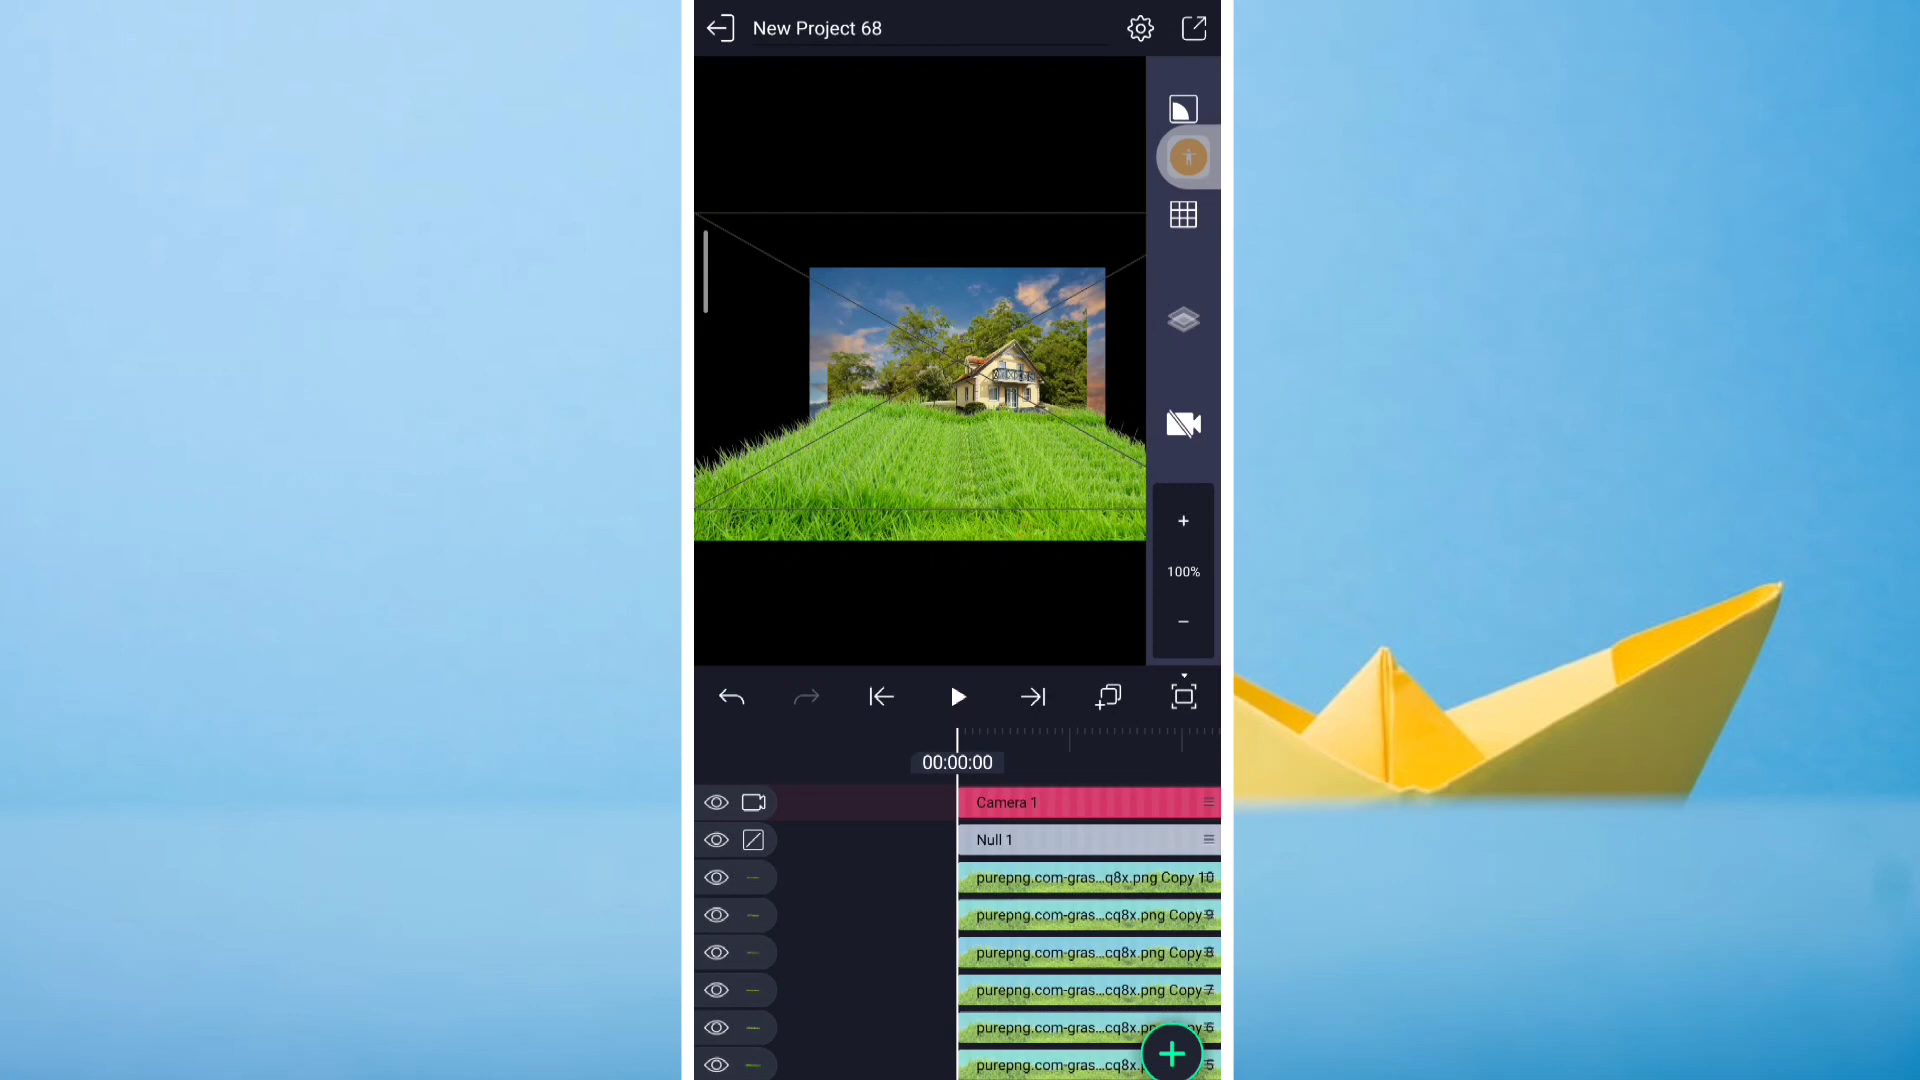 New Project 68
+
100%
−
00:00:00
Camera 1
Null 1
purepng.com-gras...q8x.png Copy 10
purepng.com-gras...cq8x.png Copy 9
purepng.com-gras...cq8x.png Copy 8
purepng.com-gras...cq8x.png Copy 7
purepng.com-gras...cq8x.pn 6
purepng.com-gras...cq8x. 5